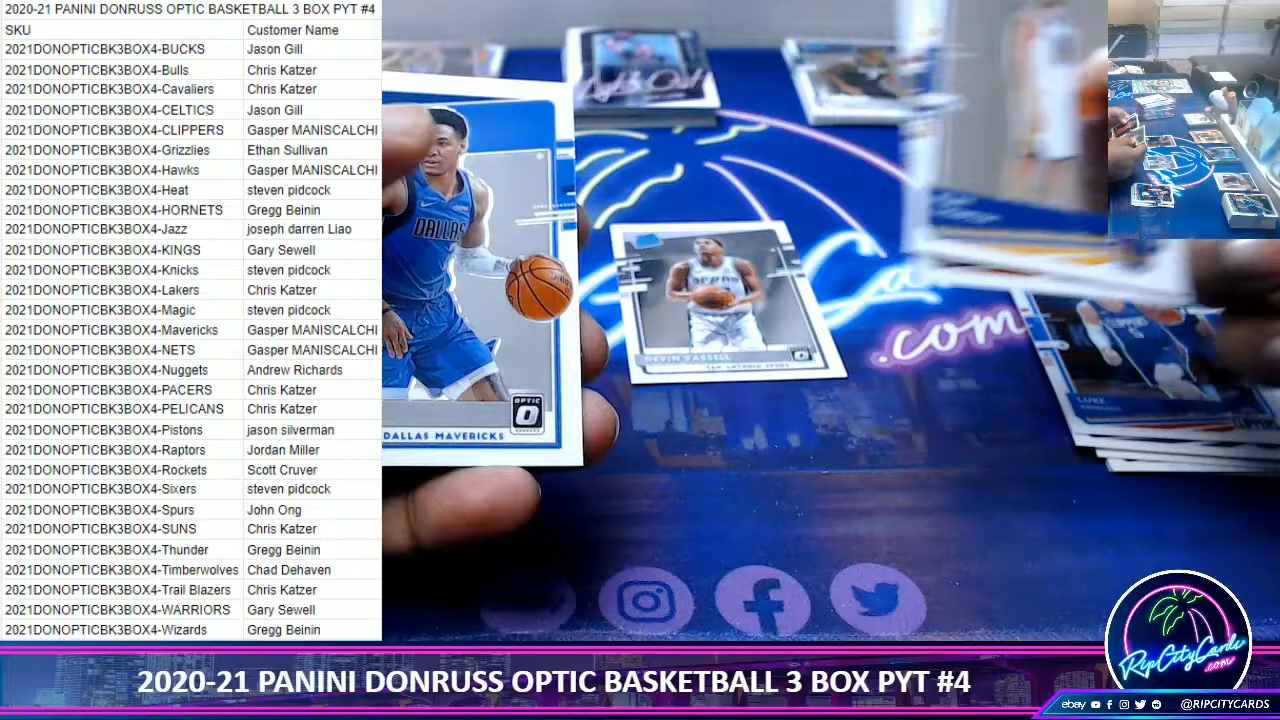 2020-21 PANINI DONRUSS OPTIC BASKETBALL 3 BOX PYT #4
SKU Customer Name
2021DONOPTICBK3BOX4-BUCKS Jason Gill
2021DONOPTICBK3BOX4-Bulls Chris Katzer
2021DONOPTICBK3BOX4-Cavaliers Chris Katzer
2021DONOPTICBK3BOX4-CELTICS Jason Gill
2021DONOPTICBK3BOX4-CLIPPERS Gasper MANISCALCHI
2021DONOPTICBK3BOX4-Grizzlies Ethan Sullivan
2021DONOPTICBK3BOX4-Hawks Gasper MANISCALCHI
2021DONOPTICBK3BOX4-Heat steven pidcock
2021DONOPTICBK3BOX4-HORNETS Gregg Beinin
2021DONOPTICBK3BOX4-Jazz joseph darren Liao
2021DONOPTICBK3BOX4-KINGS Gary Sewell
2021DONOPTICBK3BOX4-Knicks steven pidcock
2021DONOPTICBK3BOX4-Lakers Chris Katzer
2021DONOPTICBK3BOX4-Magic steven pidcock
2021DONOPTICBK3BOX4-Mavericks Gasper MANISCALCHI
2021DONOPTICBK3BOX4-NETS Gasper MANISCALCHI
2021DONOPTICBK3BOX4-Nuggets Andrew Richards
2021DONOPTICBK3BOX4-PACERS Chris Katzer
2021DONOPTICBK3BOX4-PELICANS Chris Katzer
2021DONOPTICBK3BOX4-Pistons jason silverman
2021DONOPTICBK3BOX4-Raptors Jordan Miller
2021DONOPTICBK3BOX4-Rockets Scott Cruver
2021DONOPTICBK3BOX4-Sixers steven pidcock
2021DONOPTICBK3BOX4-Spurs John Ong
2021DONOPTICBK3BOX4-SUNS Chris Katzer
2021DONOPTICBK3BOX4-Thunder Gregg Beinin
2021DONOPTICBK3BOX4-Timberwolves Chad Dehaven
2021DONOPTICBK3BOX4-Trail Blazers Chris Katzer
2021DONOPTICBK3BOX4-WARRIORS Gary Sewell
2021DONOPTICBK3BOX4-Wizards Gregg Beinin
DALLAS
OPTIC
DALLAS MAVERICKS
DEVIN VASSELL
SAN ANTONIO SPURS
Ca
.com
LUKE
RipCityCards
.com
2020-21 PANINI DONRUSS OPTIC BASKETBALL 3 BOX PYT #4
ebay @RIPCITYCARDS